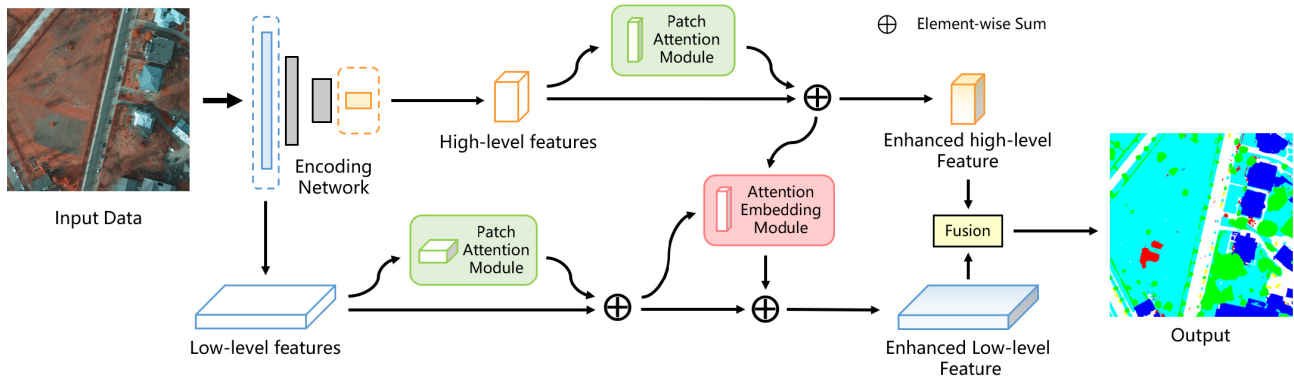 Patch
Attention
Module
Element-wise Sum
High-level features
Enhanced high-level
Feature
Encoding
Network
Input Data
Attention
Embedding
Module
Patch
Attention
Module
Fusion
Low-level features
Enhanced Low-level
Feature
Output